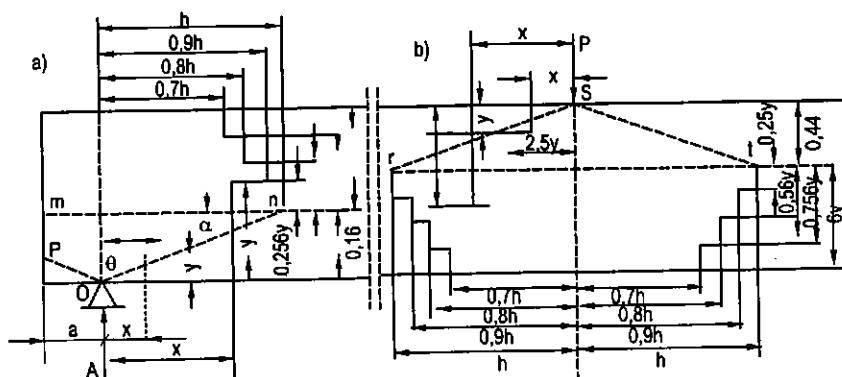 a)
h
0,9h
0,8h
0,7h
m
n
α
P
θ
O
y
y
0,256y
0,16
a
x
x
A
b)
x
P
x
S
y
2,5y
r
t
0,25y
0,44
0,56y
0,756y
6y
0,7h
0,7h
0,8h
0,8h
0,9h
0,9h
h
h